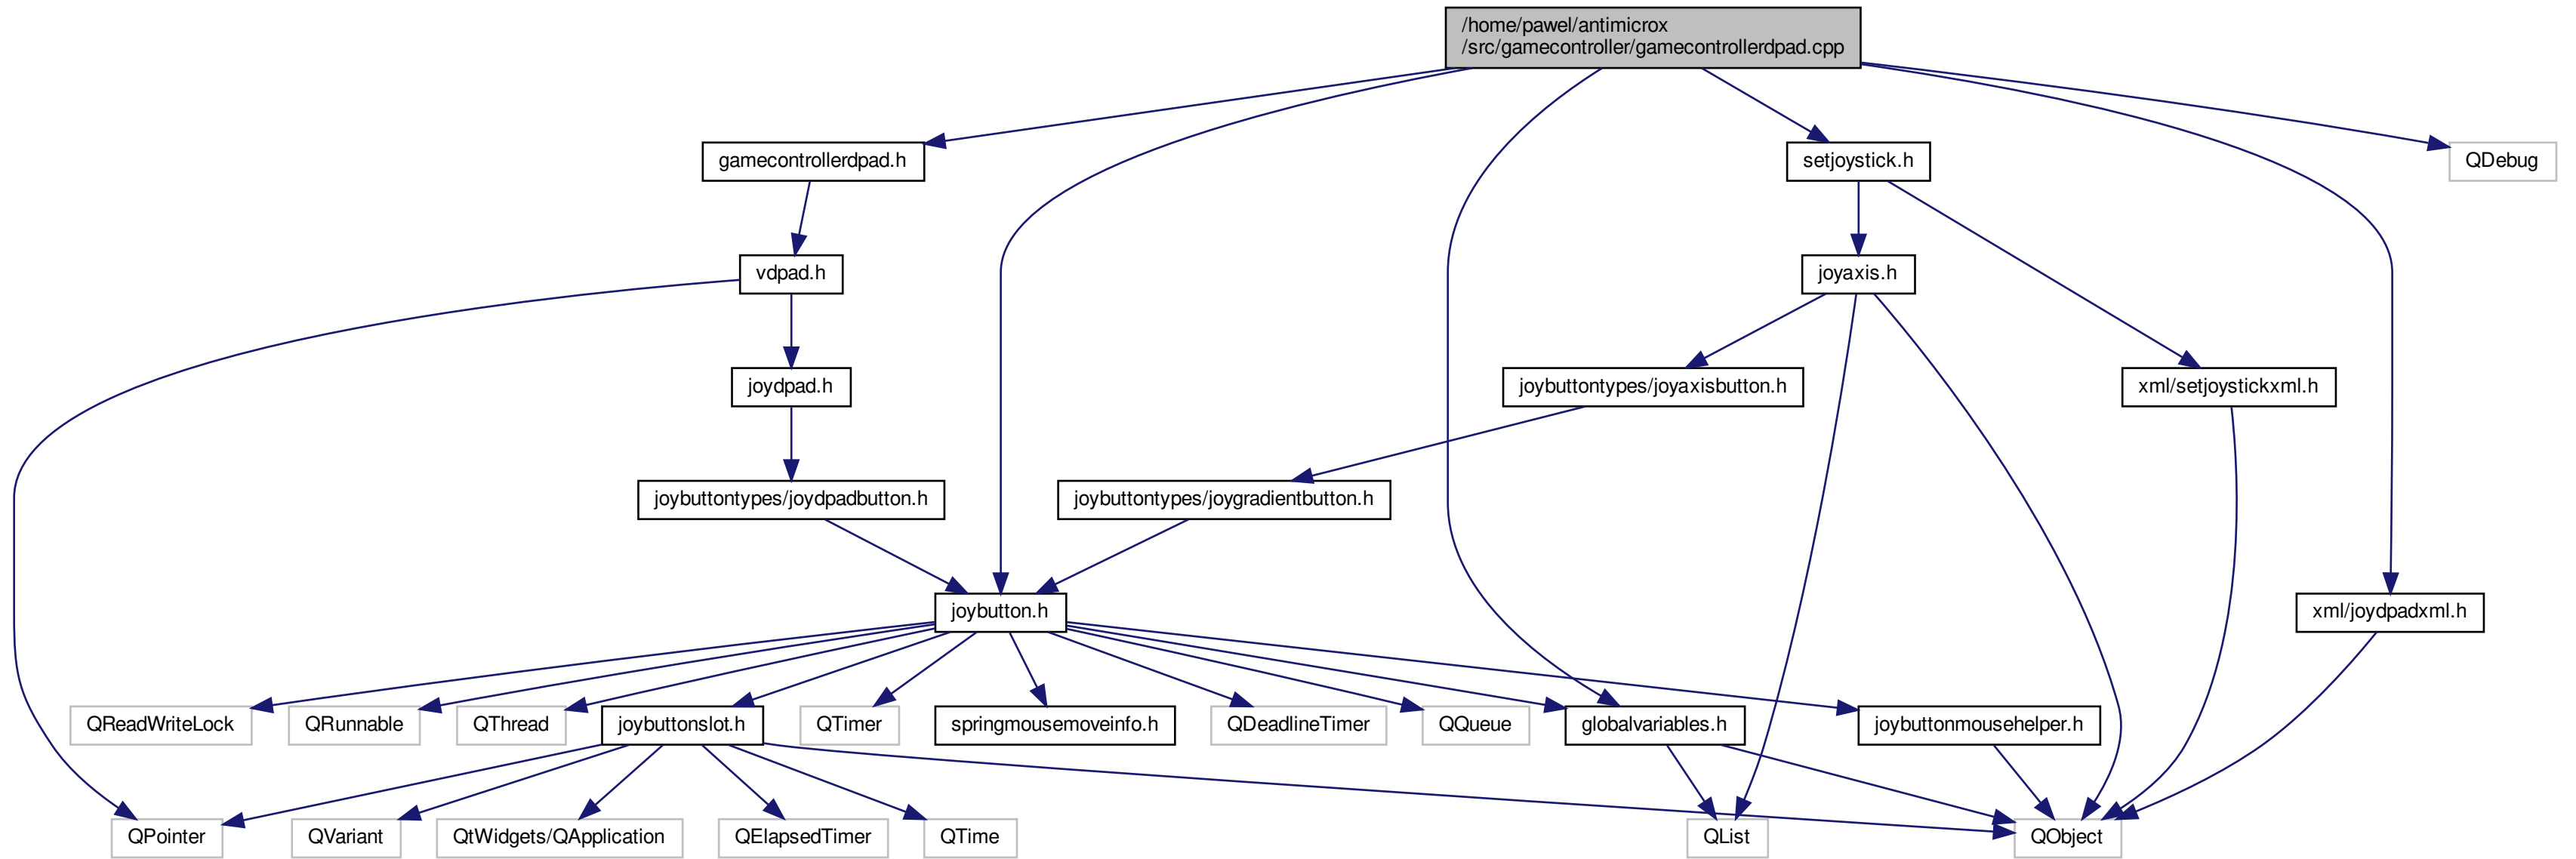 /home/pawel/antimicrox
/src/gamecontroller/gamecontrollerdpad.cpp
gamecontrollerdpad.h
setjoystick.h
QDebug
vdpad.h
joyaxis.h
joydpad.h
joybuttontypes/joyaxisbutton.h
xml/setjoystickxml.h
joybuttontypes/joydpadbutton.h
joybuttontypes/joygradientbutton.h
joybutton.h
xml/joydpadxml.h
QReadWriteLock
QRunnable
QThread
joybuttonslot.h
QTimer
springmousemoveinfo.h
QDeadlineTimer
QQueue
globalvariables.h
joybuttonmousehelper.h
QPointer
QVariant
QtWidgets/QApplication
QElapsedTimer
QTime
QList
QObject